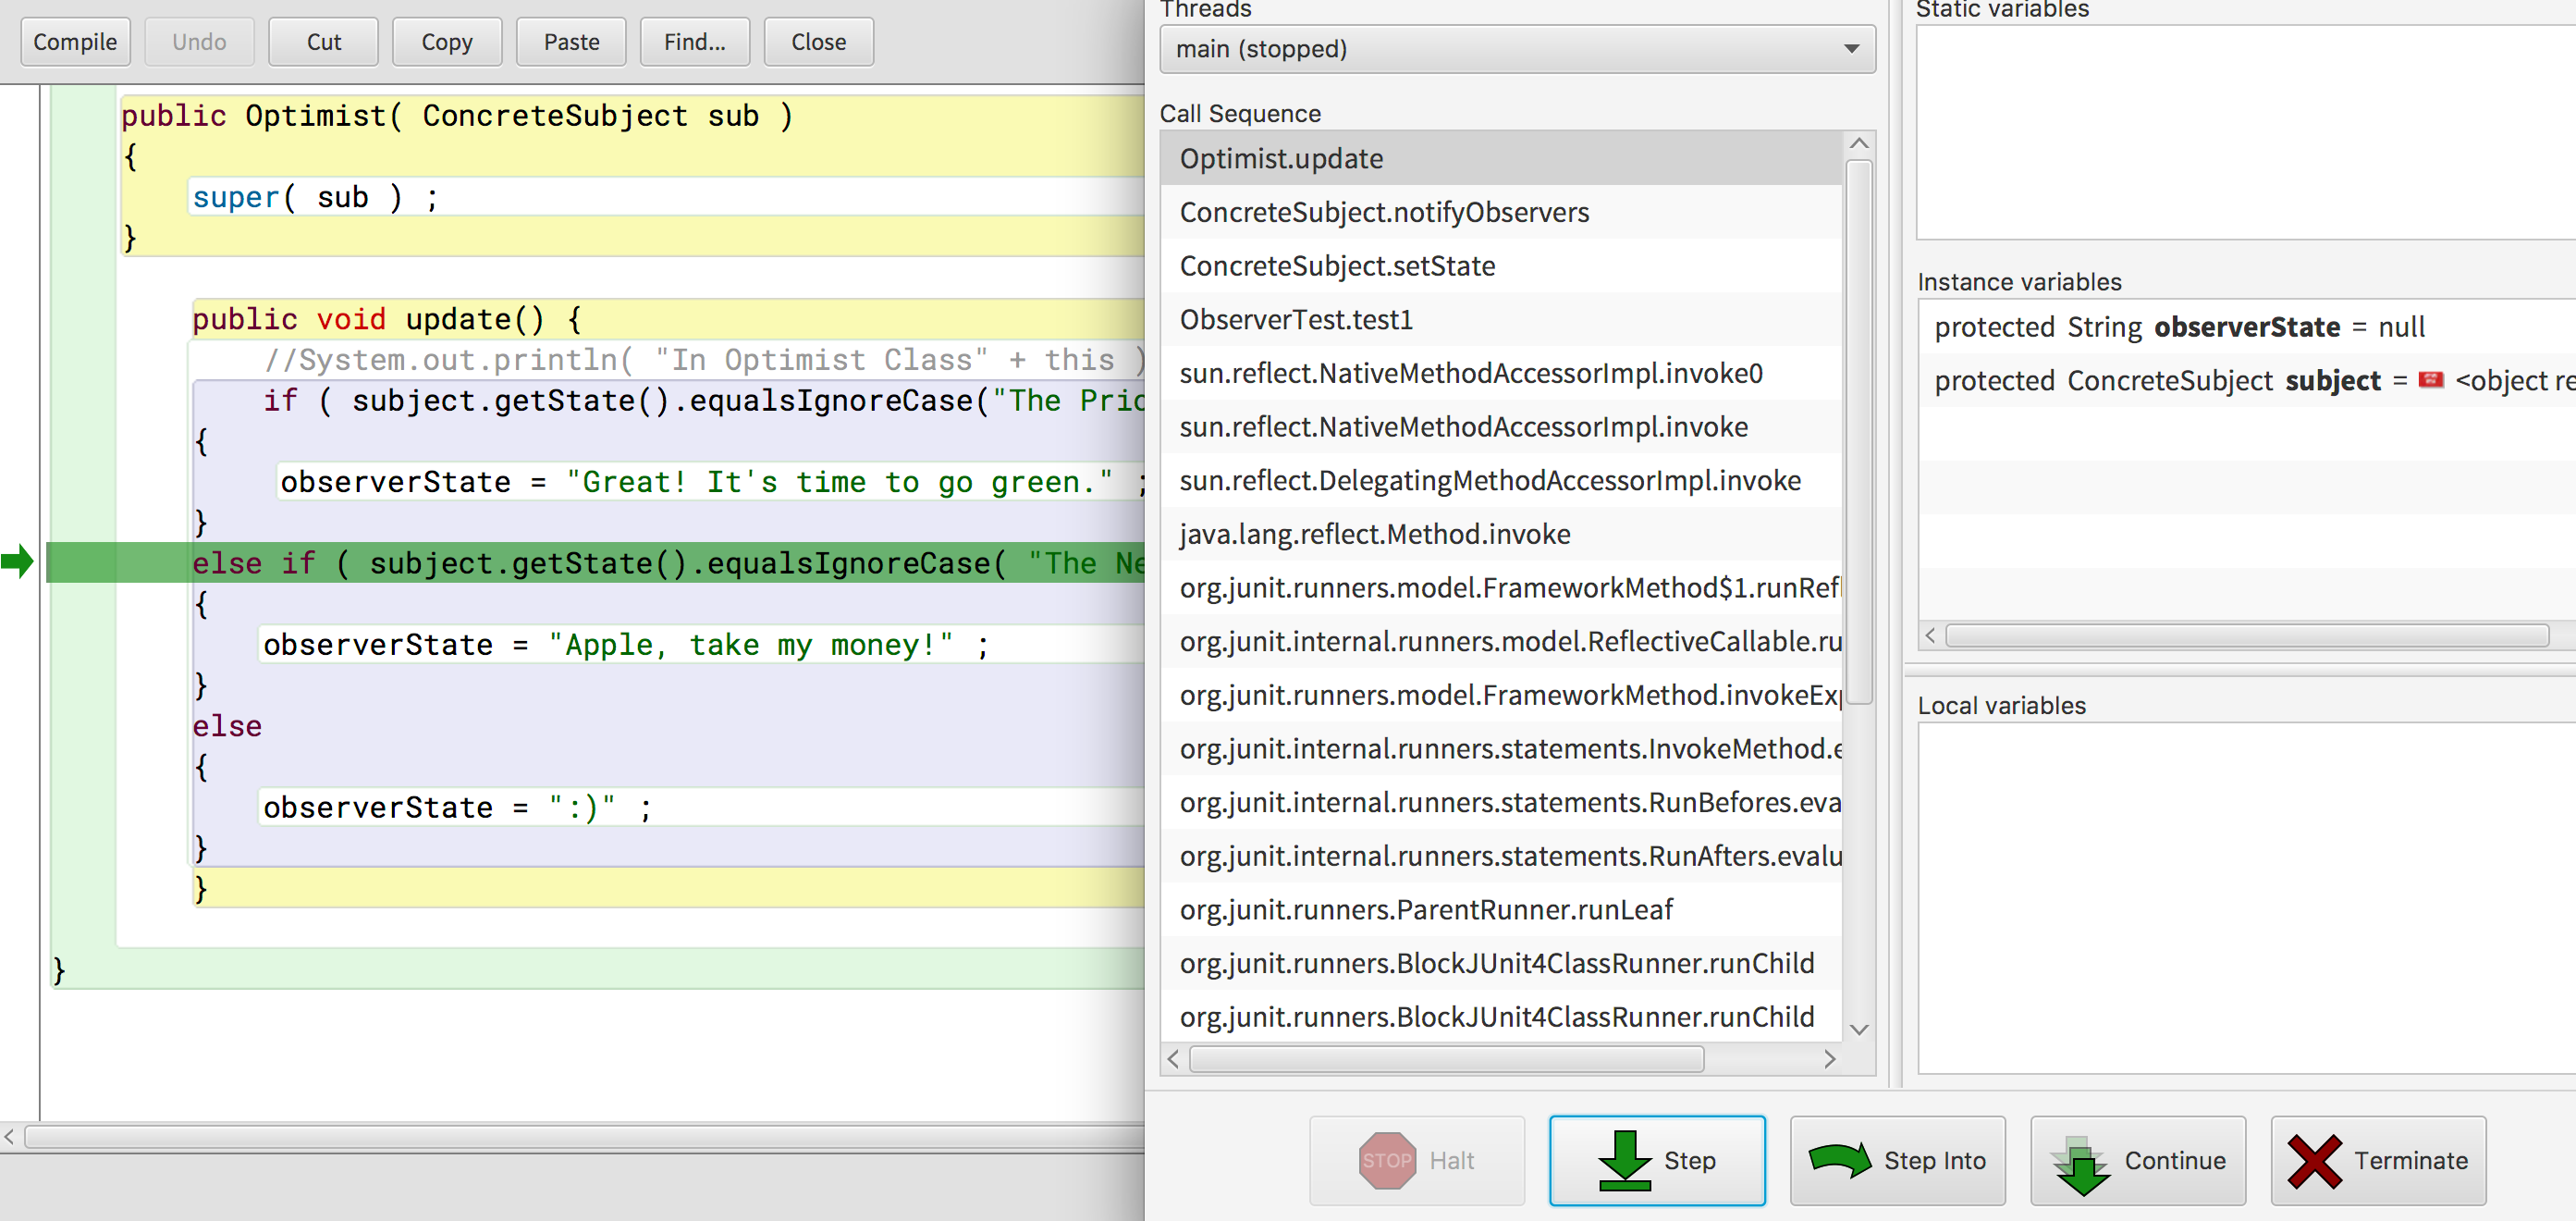 Compile Undo Cut Copy Paste Find... Close
public Optimist( ConcreteSubject sub )
{
super( sub ) ;
}
public void update() {
//System.out.println( "In Optimist Class" + this )
if ( subject.getState().equalsIgnoreCase("The Pric
{
observerState = "Great! It's time to go green." ;
}
else if ( subject.getState().equalsIgnoreCase( "The Ne
{
observerState = "Apple, take my money!" ;
}
else
{
observerState = ":)" ;
}
}
}
Threads
main (stopped)
Call Sequence
Optimist.update
ConcreteSubject.notifyObservers
ConcreteSubject.setState
ObserverTest.test1
sun.reflect.NativeMethodAccessorImpl.invoke0
sun.reflect.NativeMethodAccessorImpl.invoke
sun.reflect.DelegatingMethodAccessorImpl.invoke
java.lang.reflect.Method.invoke
org.junit.runners.model.FrameworkMethod$1.runRefl
org.junit.internal.runners.model.ReflectiveCallable.ru
org.junit.runners.model.FrameworkMethod.invokeExp
org.junit.internal.runners.statements.InvokeMethod.e
org.junit.internal.runners.statements.RunBefores.eva
org.junit.internal.runners.statements.RunAfters.evalu
org.junit.runners.ParentRunner.runLeaf
org.junit.runners.BlockJUnit4ClassRunner.runChild
org.junit.runners.BlockJUnit4ClassRunner.runChild
Static variables
Instance variables
protected String observerState = null
protected ConcreteSubject subject = <object re
Local variables
STOP Halt Step Step Into Continue Terminate